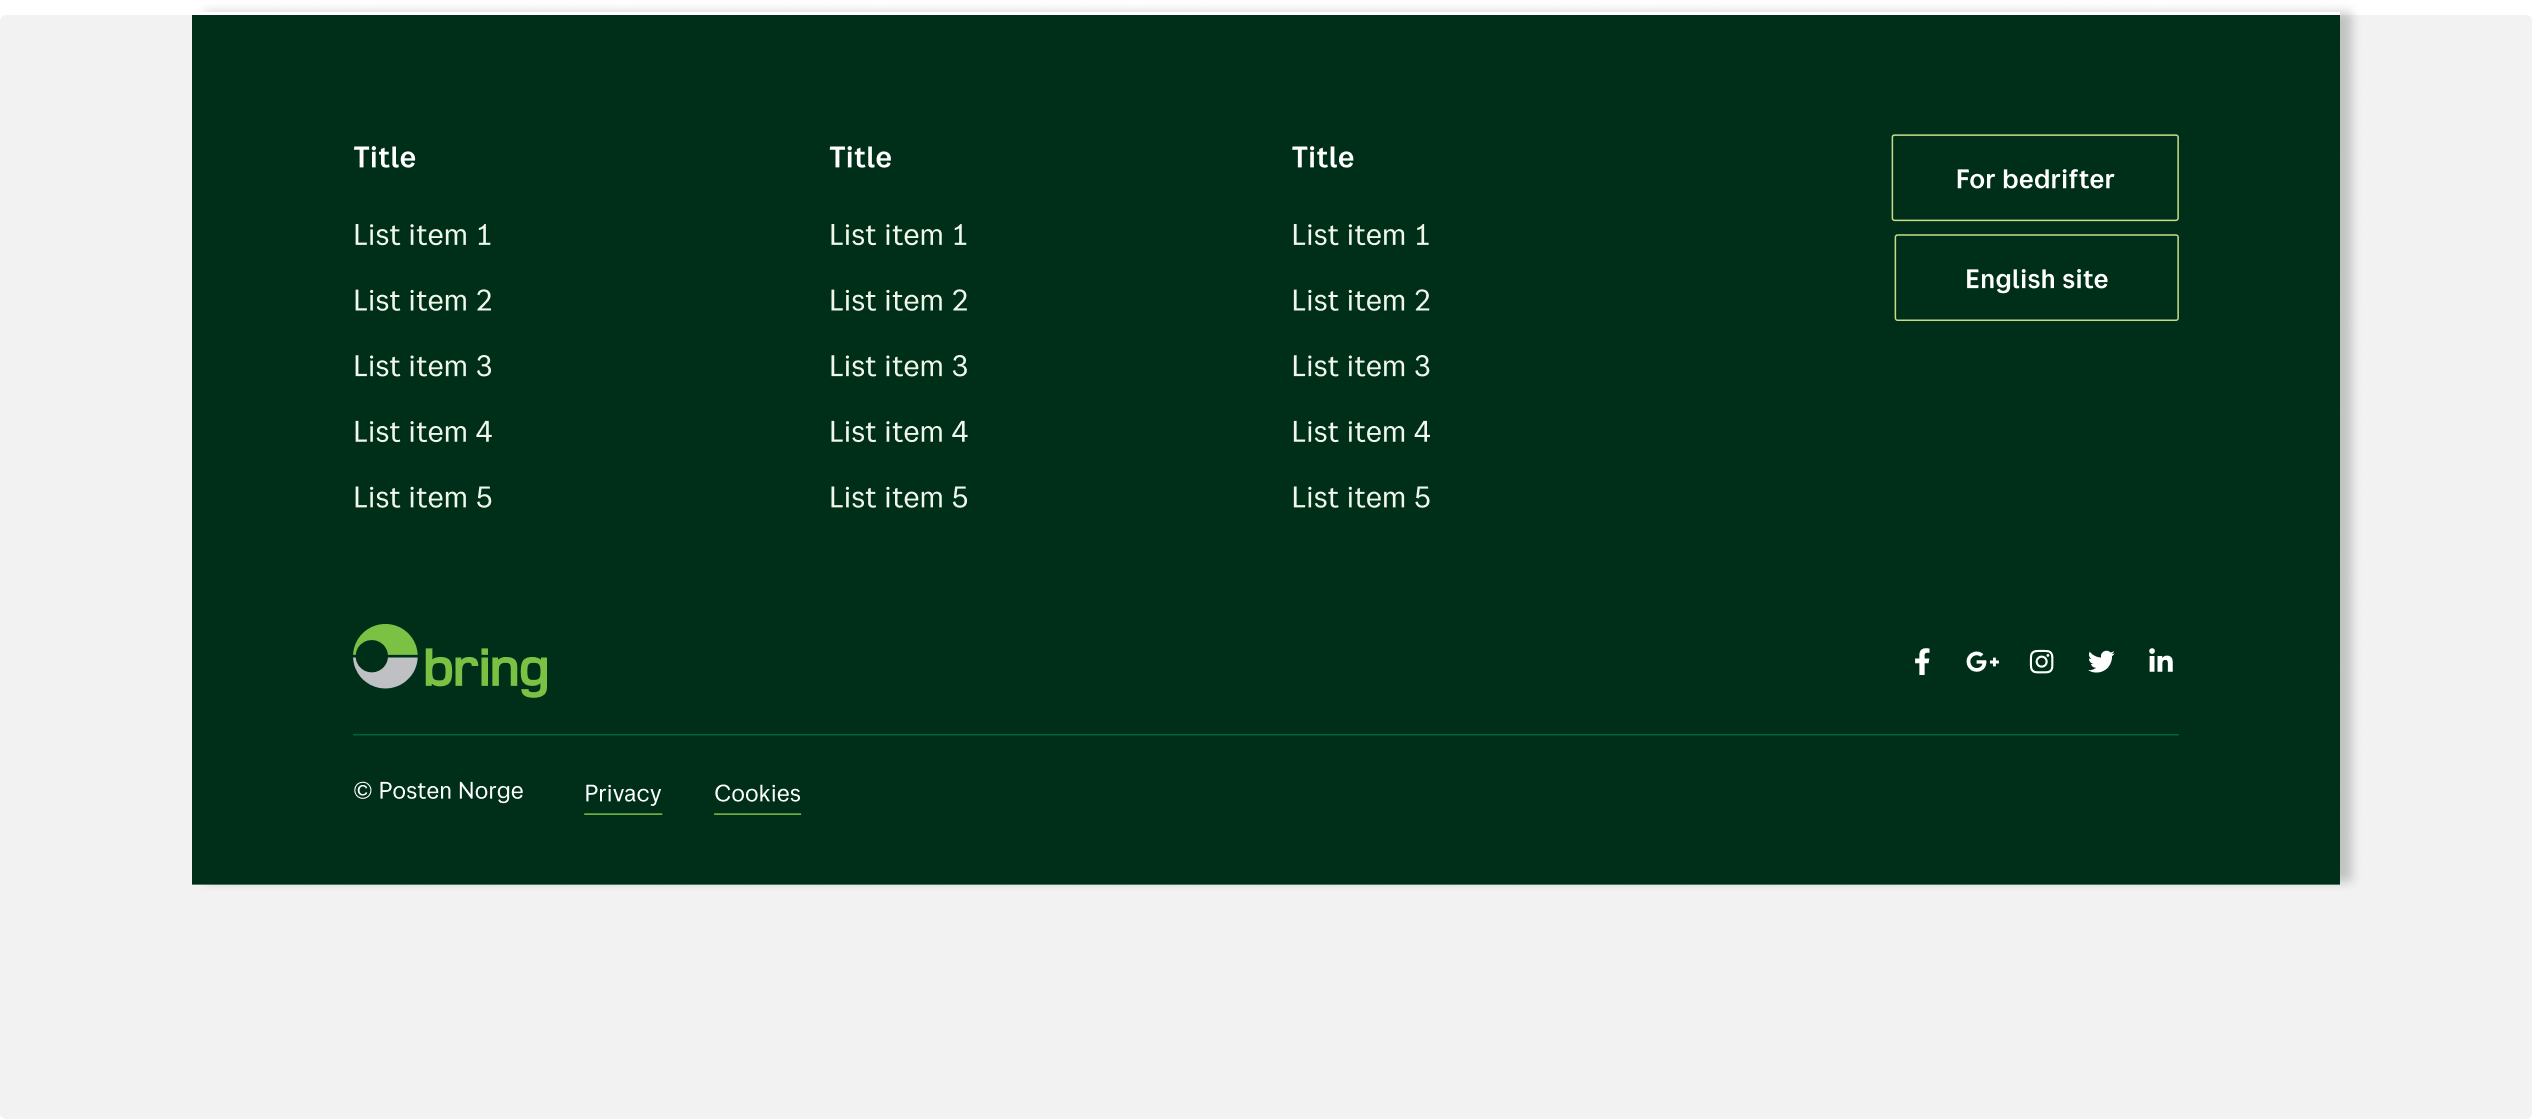 Title
List item 1
List item 2
List item 3
List item 4
List item 5
Title
List item 1
List item 2
List item 3
List item 4
List item 5
Title
List item 1
List item 2
List item 3
List item 4
List item 5
For bedrifter
English site
bring
© Posten Norge
Privacy
Cookies